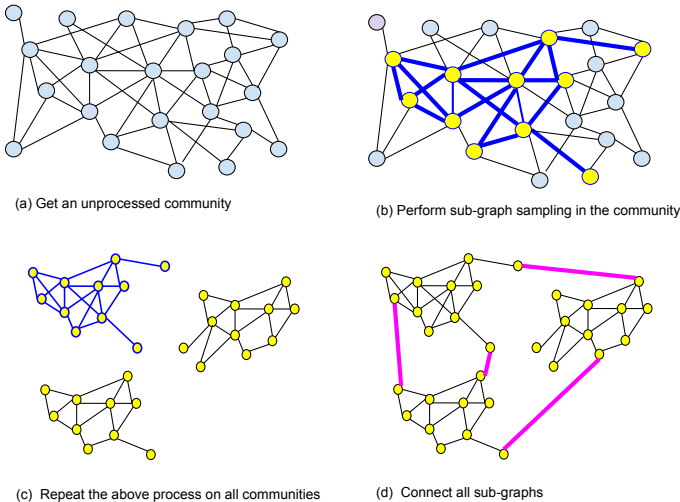 (a) Get an unprocessed community
(b) Perform sub-graph sampling in the community
(c) Repeat the above process on all communities
(d) Connect all sub-graphs